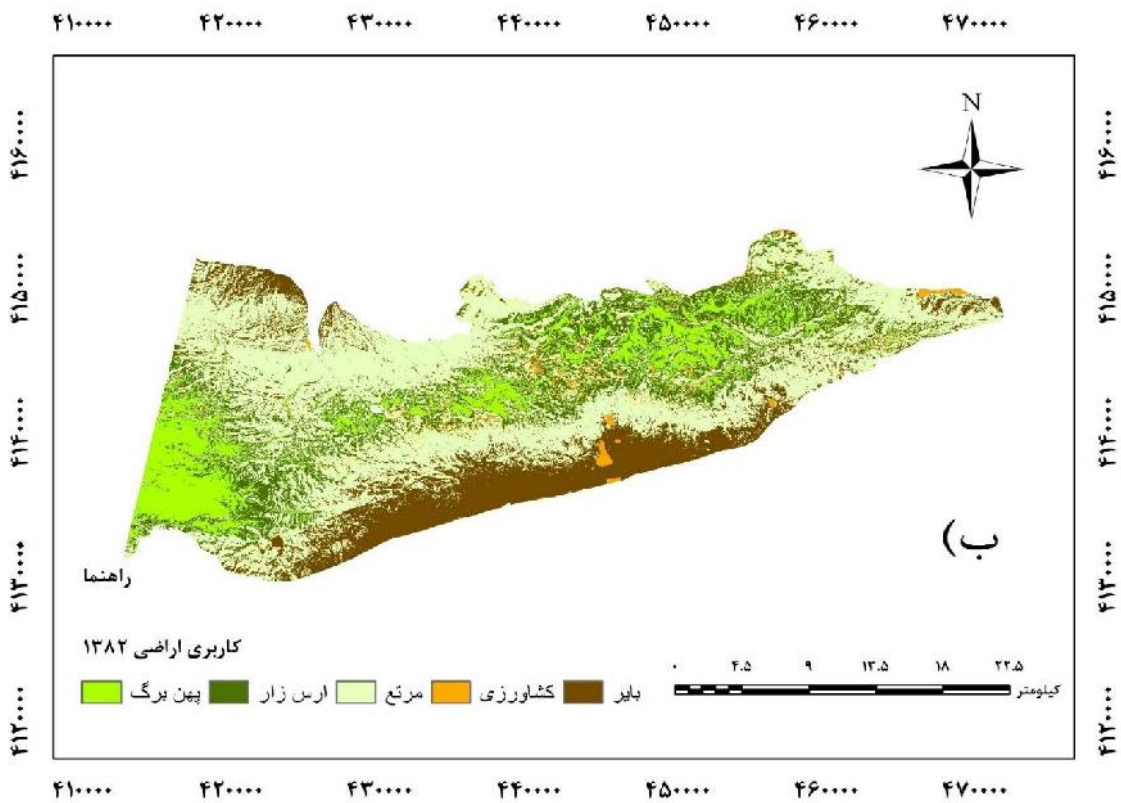 ۴۱۰۰۰۰ ۴۲۰۰۰۰ ۴۳۰۰۰۰ ۴۴۰۰۰۰ ۴۵۰۰۰۰ ۴۶۰۰۰۰ ۴۷۰۰۰۰
N
۴۱۶۰۰۰۰ ۴۱۶۰۰۰۰
۴۱۵۰۰۰۰ ۴۱۵۰۰۰۰
۴۱۴۰۰۰۰ ۴۱۴۰۰۰۰
ب)
۴۱۳۰۰۰۰ ۴۱۳۰۰۰۰
راهنما
کاربری اراضی ۱۳۸۲
۰ ۴.۵ ۹ ۱۳.۵ ۱۸ ۲۲.۵
کیلومتر
بایر کشاورزی مرتع ارس زار پهن برگ
۴۱۲۰۰۰۰ ۴۱۲۰۰۰۰
۴۱۰۰۰۰ ۴۲۰۰۰۰ ۴۳۰۰۰۰ ۴۴۰۰۰۰ ۴۵۰۰۰۰ ۴۶۰۰۰۰ ۴۷۰۰۰۰